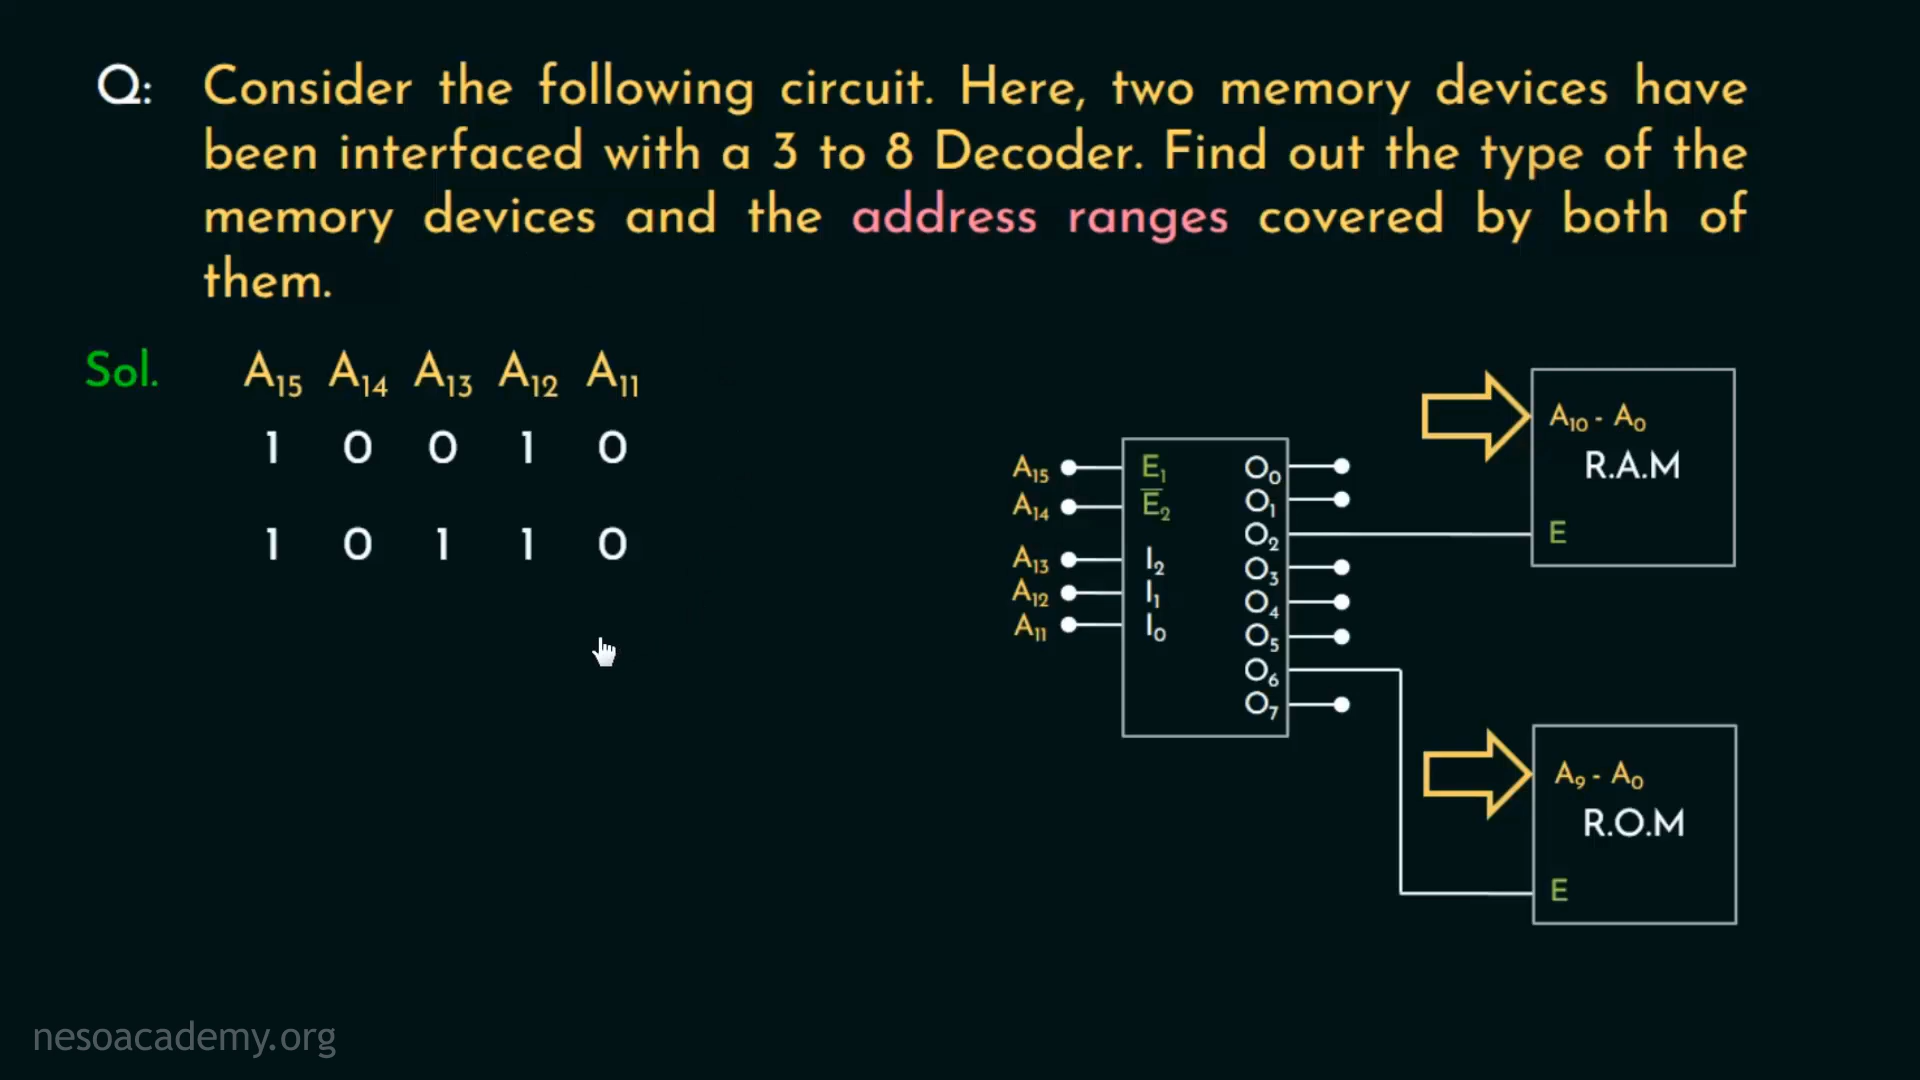 Q: Consider the following circuit. Here, two memory devices have
been interfaced with a 3 to 8 Decoder. Find out the type of the
memory devices and the address ranges covered by both of
them.
Sol. A₁₅ A₁₄ A₁₃ A₁₂ A₁₁
1 0 0 1 0
1 0 1 1 0
A₁₅ E₁ O₀
A₁₄ E̅₂ O₁
O₂
A₁₃ I₂ O₃
A₁₂ I₁ O₄
A₁₁ I₀ O₅
O₆
O₇
A₁₀ - A₀
R.A.M
E
A₉ - A₀
R.O.M
E
nesoacademy.org